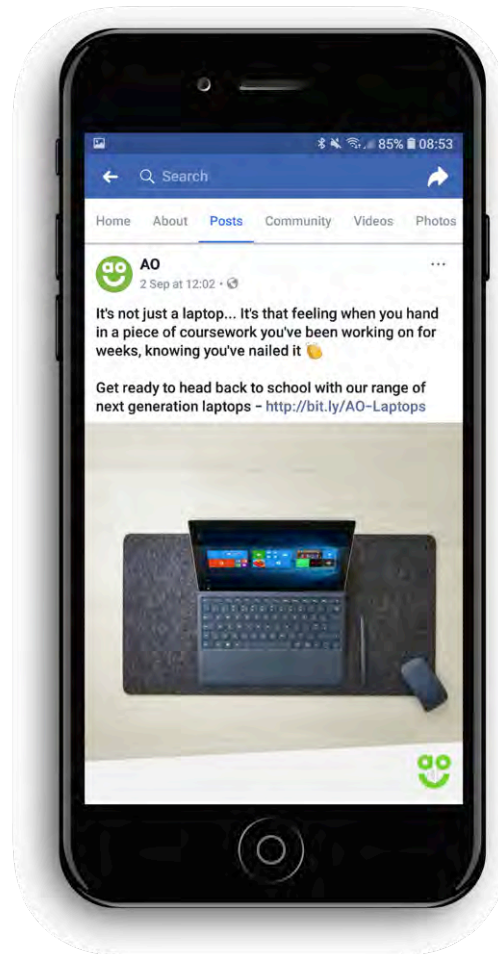 85% 08:53
Search
Home About Posts Community Videos Photos
ao
AO
2 Sep at 12:02
It's not just a laptop... It's that feeling when you hand
in a piece of coursework you've been working on for
weeks, knowing you've nailed it 👏
Get ready to head back to school with our range of
next generation laptops – http://bit.ly/AO-Laptops
ao